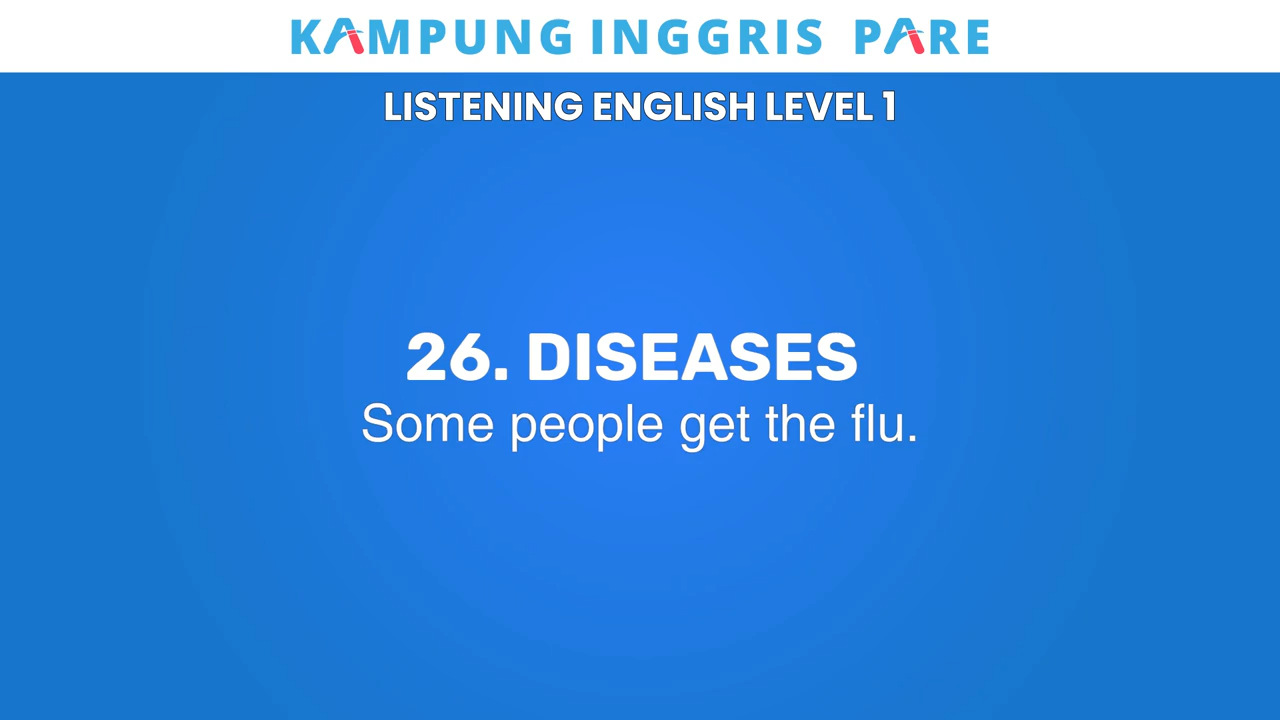 KAMPUNG INGGRIS PARE
LISTENING ENGLISH LEVEL 1
26. DISEASES
Some people get the flu.